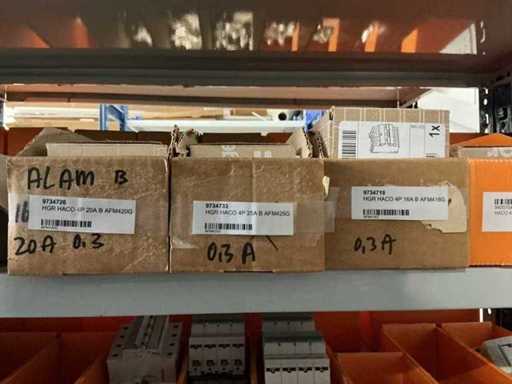 ALAM B
9734726
HGR HACO 4P 20A B AFM420G
16
20A 0.3
9734733
HGR HACO 4P 25A B AFM425G
0,3 A
1x
9734719
HGR HACO 4P 16A B AFM416G
0,3 A